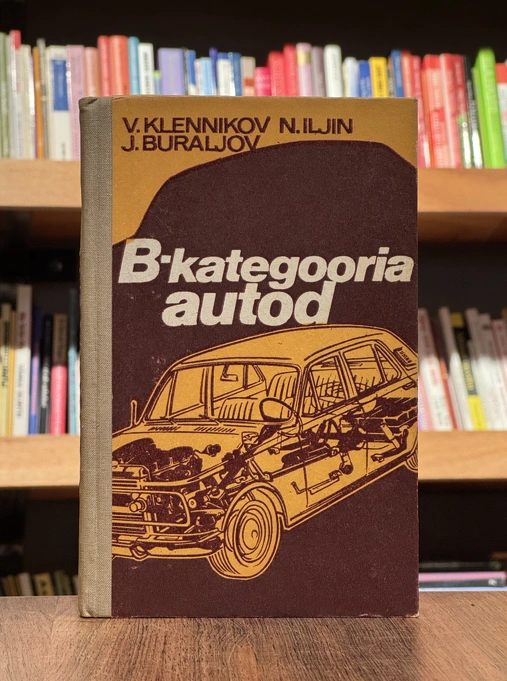 V. KLENNIKOV N. ILJIN
J. BURALJOV
B-kategooria
autod